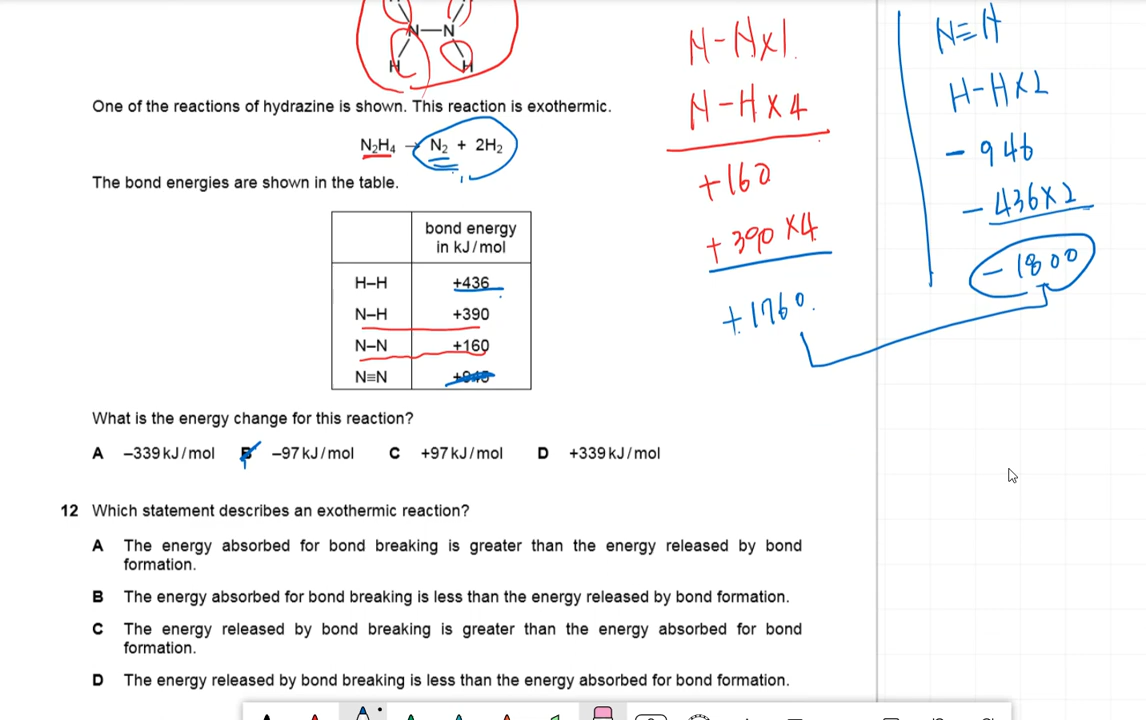 N—N
H H
One of the reactions of hydrazine is shown. This reaction is exothermic.
N₂H₄ → N₂ + 2H₂
The bond energies are shown in the table.
bond energy
in kJ/mol
H–H +436
N–H +390
N–N +160
N≡N
What is the energy change for this reaction?
A −339 kJ/mol B −97 kJ/mol C +97 kJ/mol D +339 kJ/mol
12 Which statement describes an exothermic reaction?
A The energy absorbed for bond breaking is greater than the energy released by bond
formation.
B The energy absorbed for bond breaking is less than the energy released by bond formation.
C The energy released by bond breaking is greater than the energy absorbed for bond
formation.
D The energy released by bond breaking is less than the energy absorbed for bond formation.
N-N×1
N-H×4
+160
+390×4
+1760.
N≡N
H-H×2
-946
-436×2
-1800